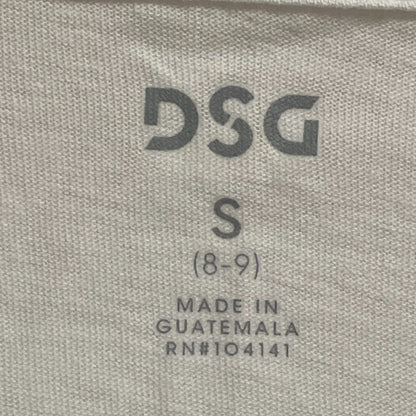 DSG
S
(8-9)
MADE IN
GUATEMALA
RN#104141